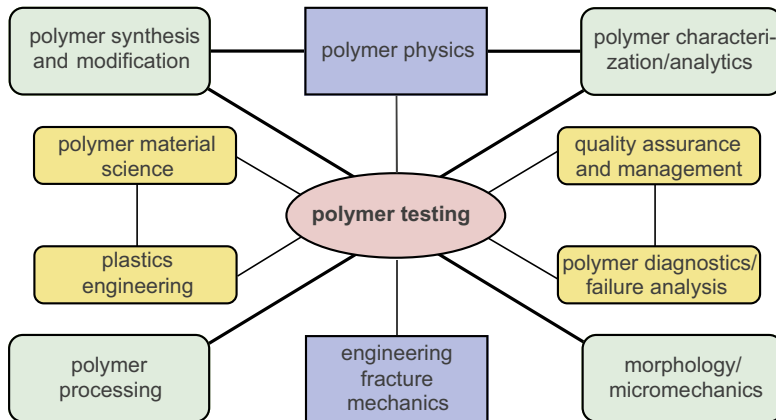 polymer synthesis
and modification
polymer physics
polymer characteri-
zation/analytics
polymer material
science
quality assurance
and management
polymer testing
plastics
engineering
polymer diagnostics/
failure analysis
polymer
processing
engineering
fracture
mechanics
morphology/
micromechanics